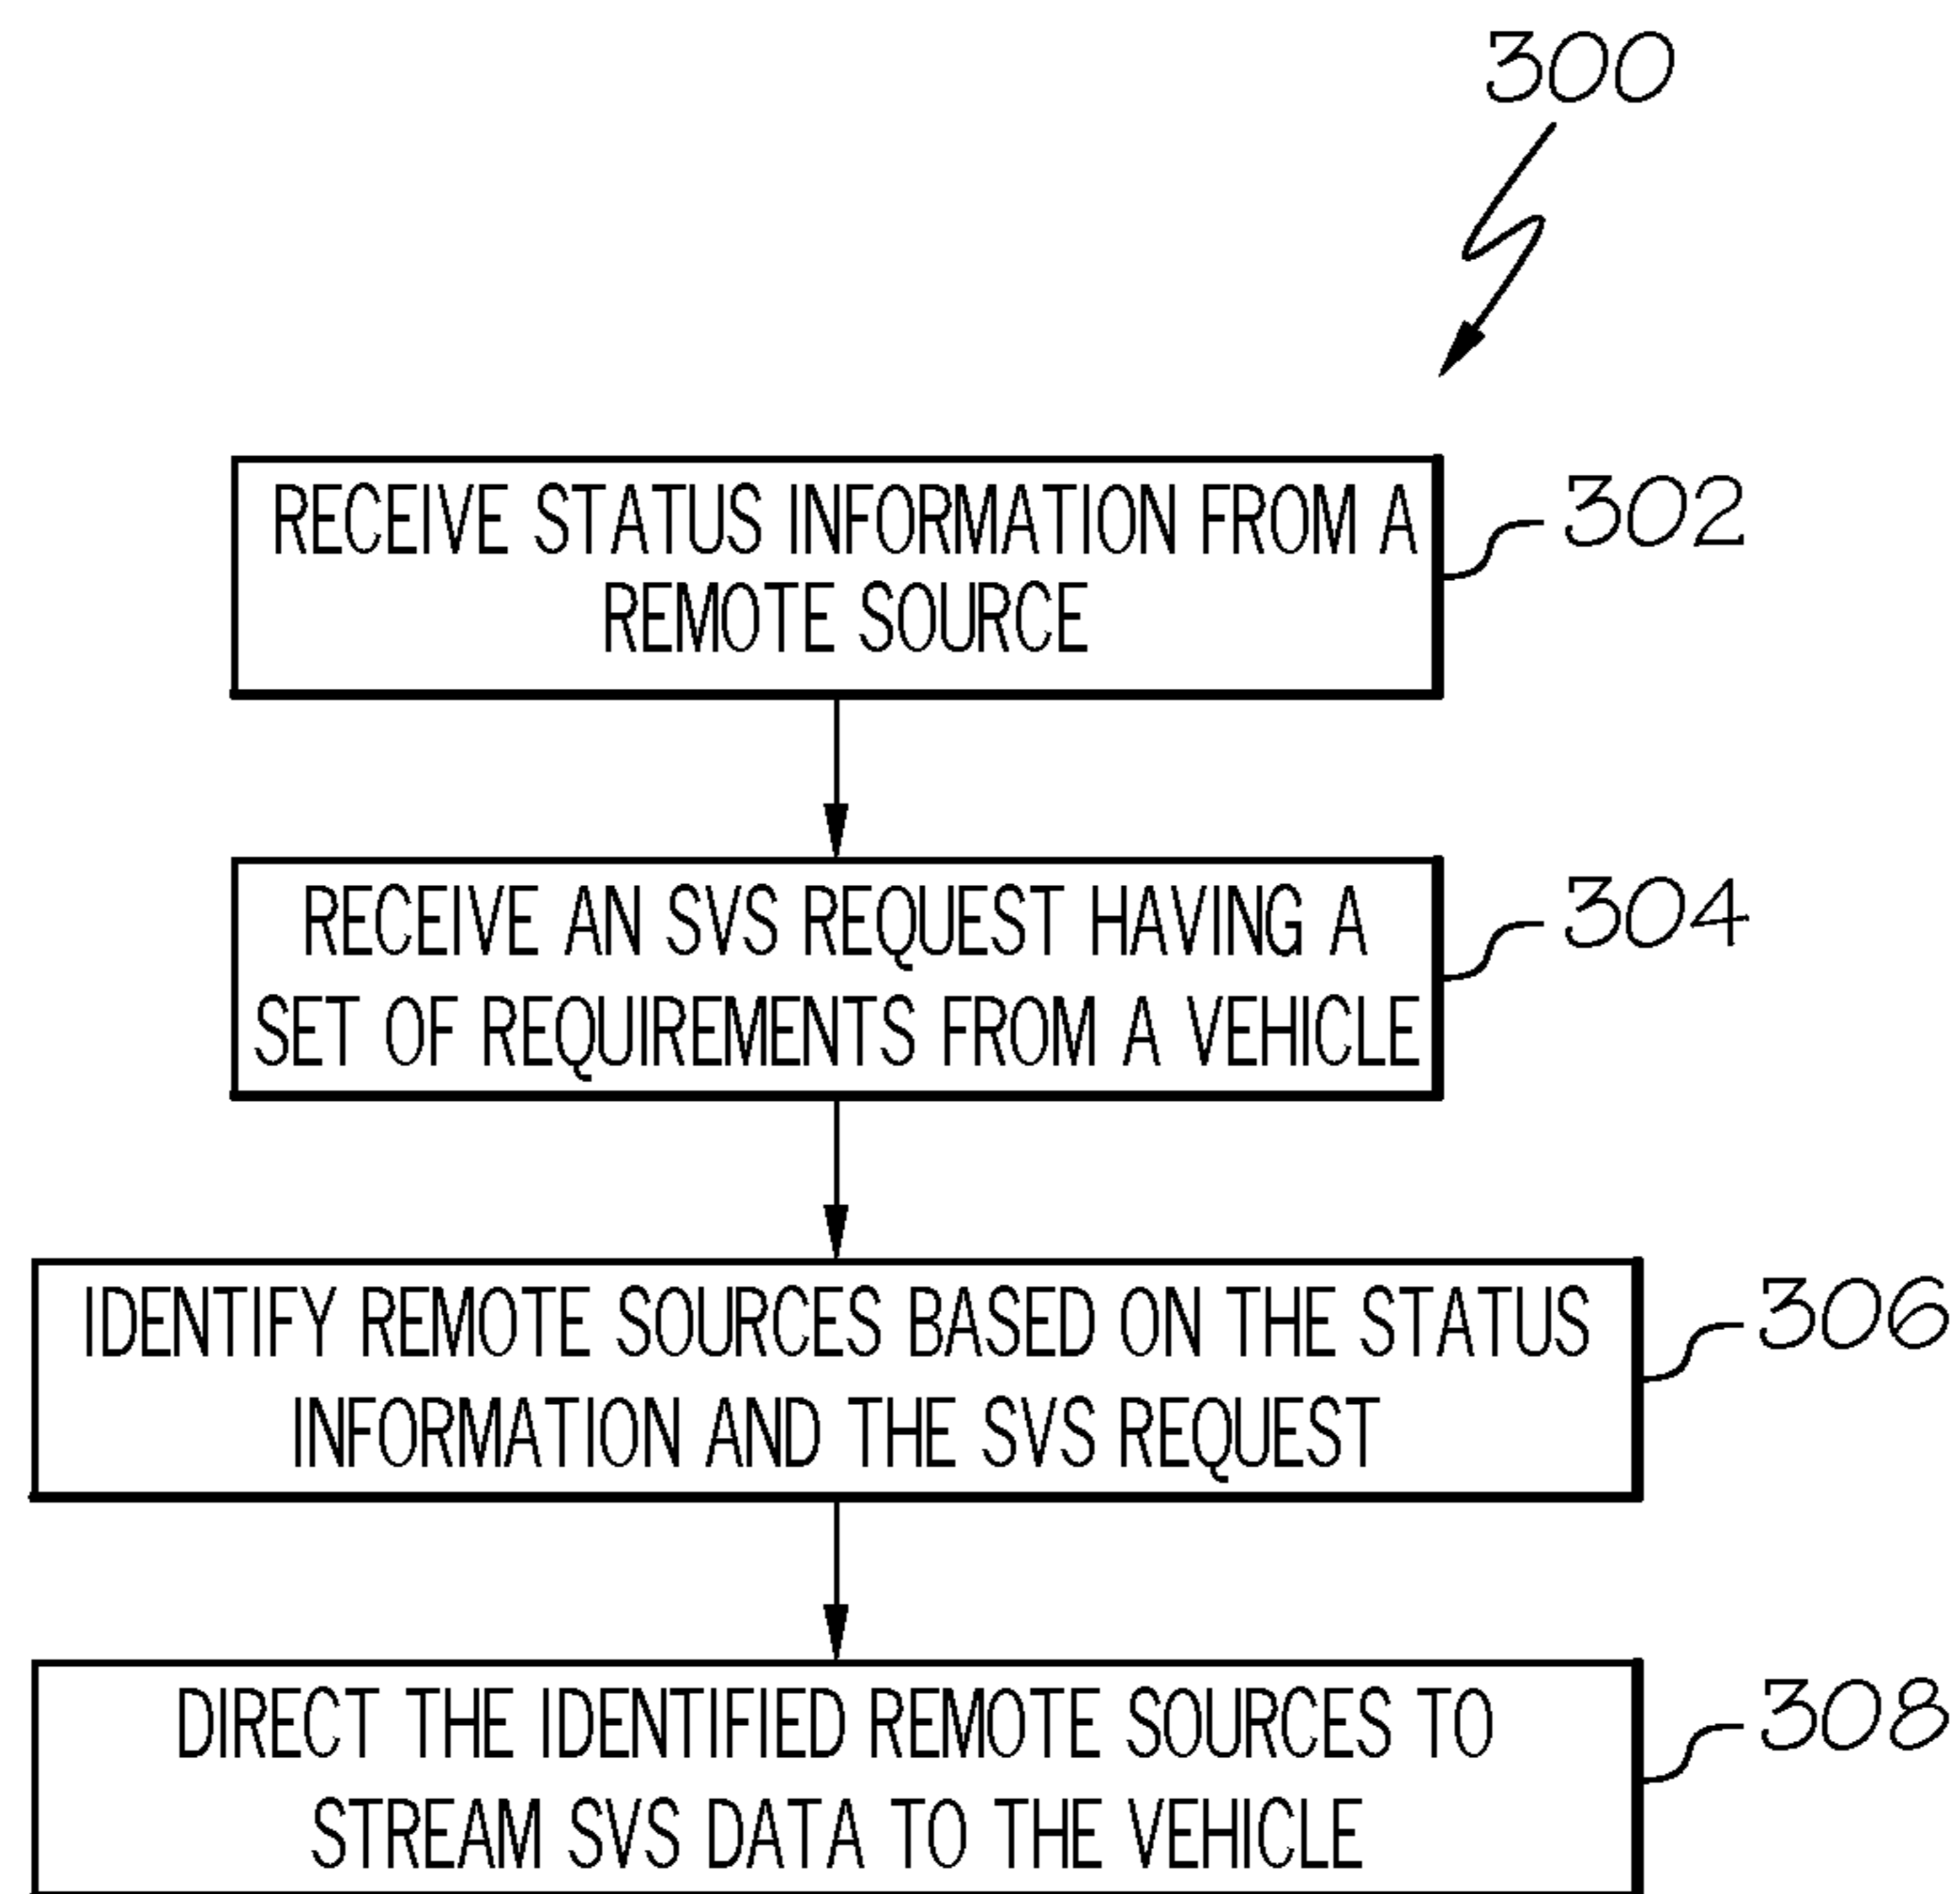 300
RECEIVE STATUS INFORMATION FROM A
REMOTE SOURCE
302
RECEIVE AN SVS REQUEST HAVING A
SET OF REQUIREMENTS FROM A VEHICLE
304
IDENTIFY REMOTE SOURCES BASED ON THE STATUS
INFORMATION AND THE SVS REQUEST
306
DIRECT THE IDENTIFIED REMOTE SOURCES TO
STREAM SVS DATA TO THE VEHICLE
308